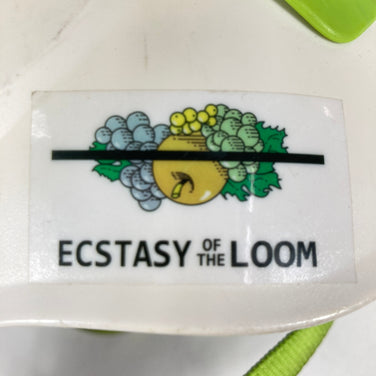 ECSTASY OF THE LOOM